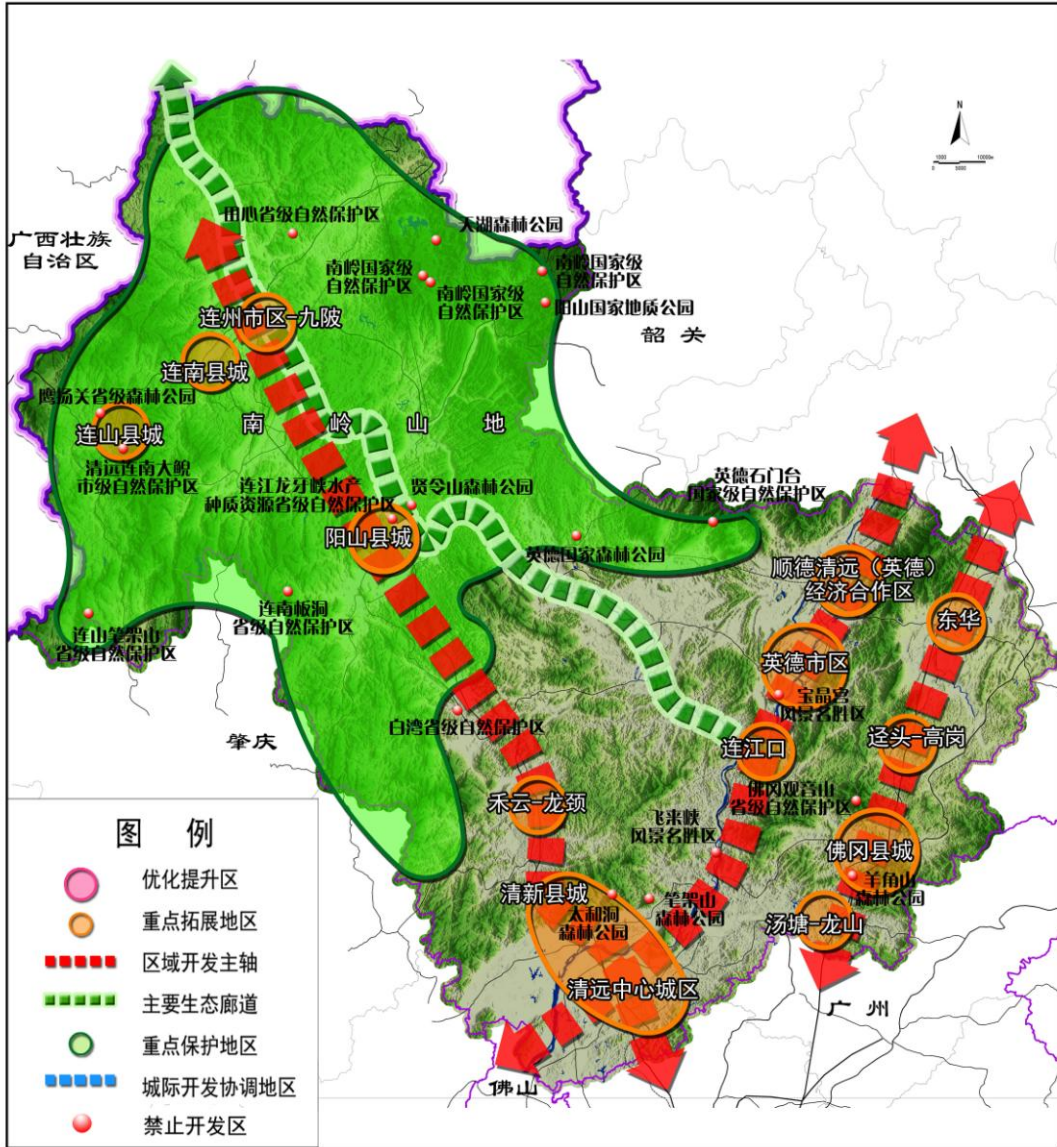 N
1000
10000m
0
5000
田心省级自然保护区
天湖森林公园
广西壮族
自治区
南岭国家级
自然保护区
南岭国家级
自然保护区
南岭国家级
自然保护区
阳山国家地质公园
连州市区-九陂
韶 关
连南县城
鹰扬关省级森林公园
南 岭 山 地
连山县城
清远连南大鲵
市级自然保护区
连江龙牙峡水产
种质资源省级自然保护区
贤令山森林公园
英德石门台
国家级自然保护区
阳山县城
英德国家森林公园
顺德清远（英德）
经济合作区
连南板洞
省级自然保护区
东华
连山笔架山
省级自然保护区
英德市区
宝晶宫
风景名胜区
白湾省级自然保护区
肇庆
连江口
迳头-高岗
禾云-龙颈
佛冈观音山
省级自然保护区
飞来峡
风景名胜区
佛冈县城
羊角山
森林公园
清新县城
太和洞
森林公园
笔架山
森林公园
汤塘-龙山
清远中心城区
广 州
佛山
图 例
优化提升区
重点拓展地区
区域开发主轴
主要生态廊道
重点保护地区
城际开发协调地区
禁止开发区